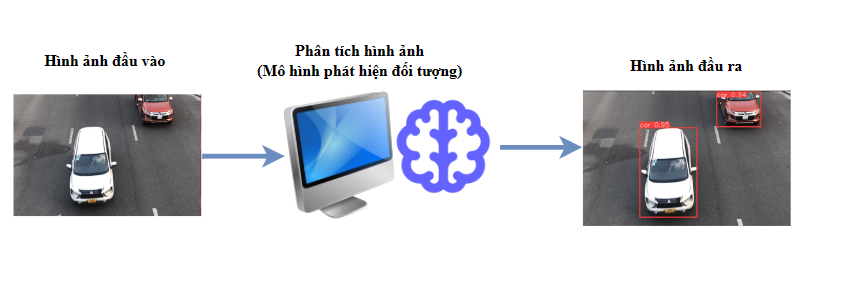 Hình ảnh đầu vào
Phân tích hình ảnh
(Mô hình phát hiện đối tượng)
Hình ảnh đầu ra
car 0.95
car 0.94